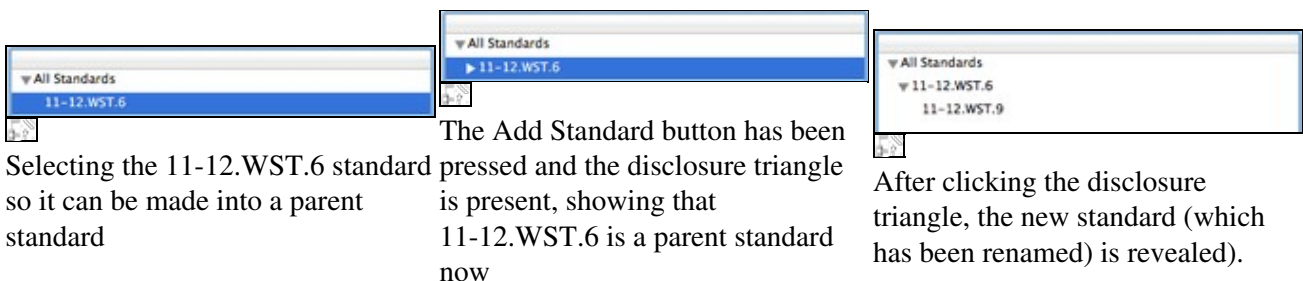 ▼All Standards
11-12.WST.6
Selecting the 11-12.WST.6 standard
so it can be made into a parent
standard
▼All Standards
▶11-12.WST.6
The Add Standard button has been
pressed and the disclosure triangle
is present, showing that
11-12.WST.6 is a parent standard
now
▼All Standards
▼11-12.WST.6
11-12.WST.9
After clicking the disclosure
triangle, the new standard (which
has been renamed) is revealed).